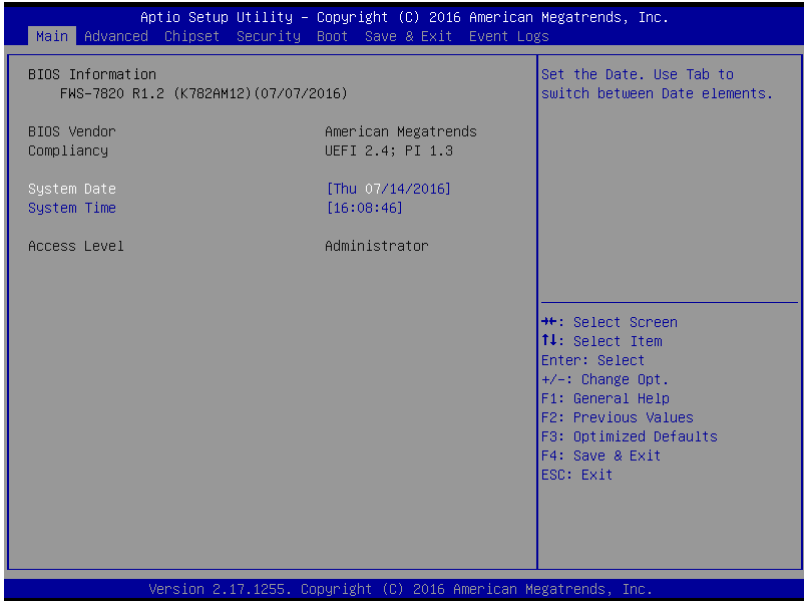 Aptio Setup Utility – Copyright (C) 2016 American Megatrends, Inc.
Main Advanced Chipset Security Boot Save & Exit Event Logs
BIOS Information
FWS-7820 R1.2 (K782AM12)(07/07/2016)
BIOS Vendor American Megatrends
Compliancy UEFI 2.4; PI 1.3
System Date [Thu 07/14/2016]
System Time [16:08:46]
Access Level Administrator
Set the Date. Use Tab to
switch between Date elements.
→←: Select Screen
↑↓: Select Item
Enter: Select
+/-: Change Opt.
F1: General Help
F2: Previous Values
F3: Optimized Defaults
F4: Save & Exit
ESC: Exit
Version 2.17.1255. Copyright (C) 2016 American Megatrends, Inc.